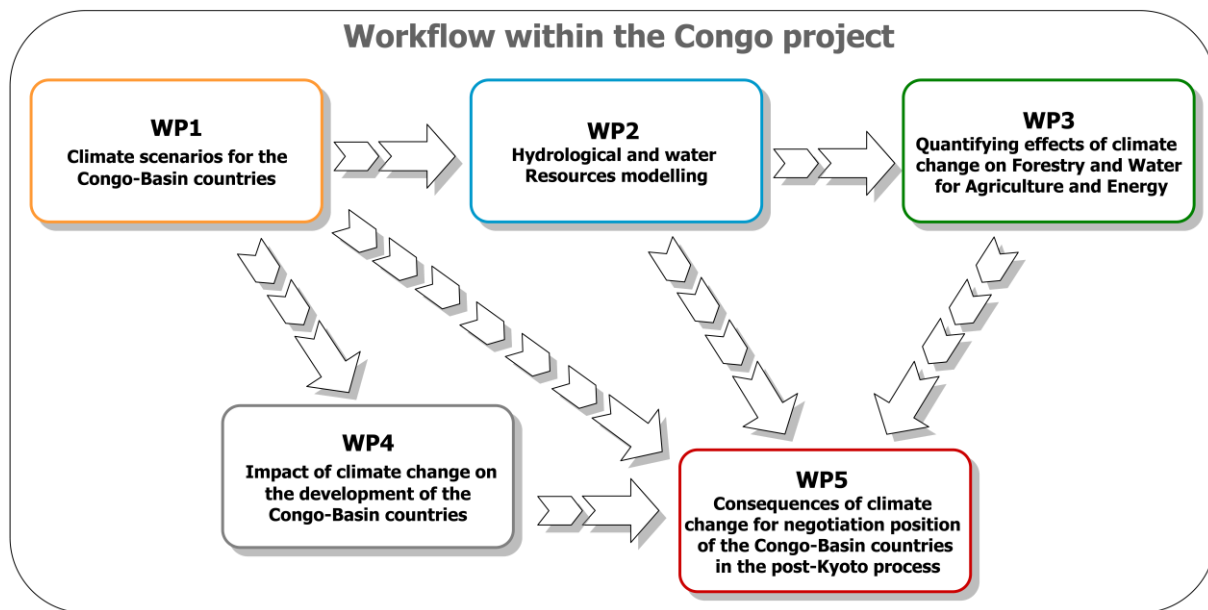 Workflow within the Congo project
WP1
Climate scenarios for the
Congo-Basin countries
WP2
Hydrological and water
Resources modelling
WP3
Quantifying effects of climate
change on Forestry and Water
for Agriculture and Energy
WP4
Impact of climate change on
the development of the
Congo-Basin countries
WP5
Consequences of climate
change for negotiation position
of the Congo-Basin countries
in the post-Kyoto process